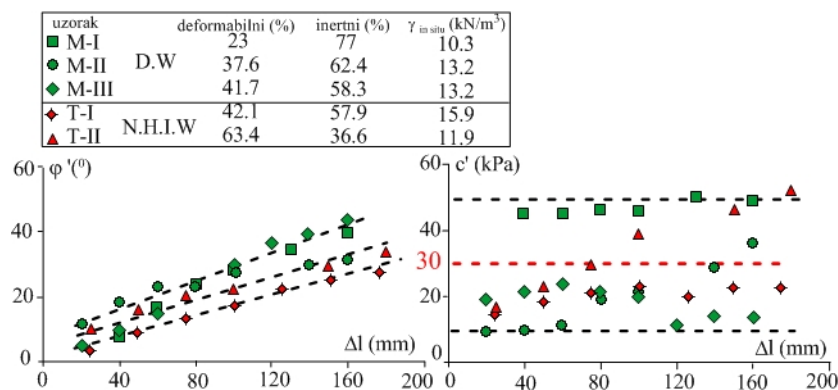 uzorak deformabilni (%) inertni (%) γ in situ (kN/m³)
M-I 23 77 10.3
M-II D.W 37.6 62.4 13.2
M-III 41.7 58.3 13.2
T-I N.H.I.W 42.1 57.9 15.9
T-II 63.4 36.6 11.9
60 φ'(⁰)
40
20
0
0 40 80 120 160 200
Δl (mm)
60 c' (kPa)
40
30
20
0
0 40 80 120 160 200
Δl (mm)